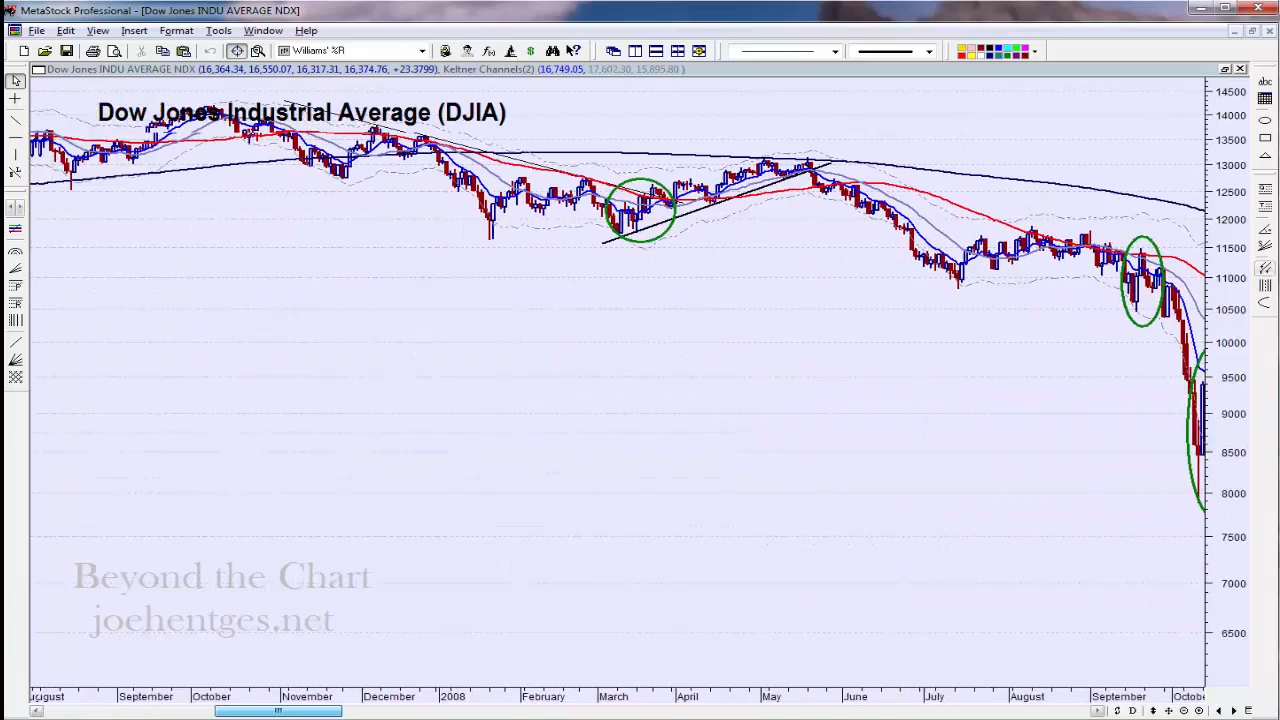 MetaStock Professional - [Dow Jones INDU AVERAGE NDX]
File Edit View Insert Format Tools Window Help
Williams' %R
Dow Jones INDU AVERAGE NDX (16,364.34, 16,550.07, 16,317.31, 16,374.76, +23.3799), Keltner Channels(2) (16,749.05, 17,602.30, 15,895.80 )
Dow Jones Industrial Average (DJIA)
14500
14000
13500
13000
12500
12000
11500
11000
10500
10000
9500
9000
8500
8000
7500
7000
6500
Beyond the Chart
joehentges.net
ugust September October November December 2008 February March April May June July August September Octobe
abc
D